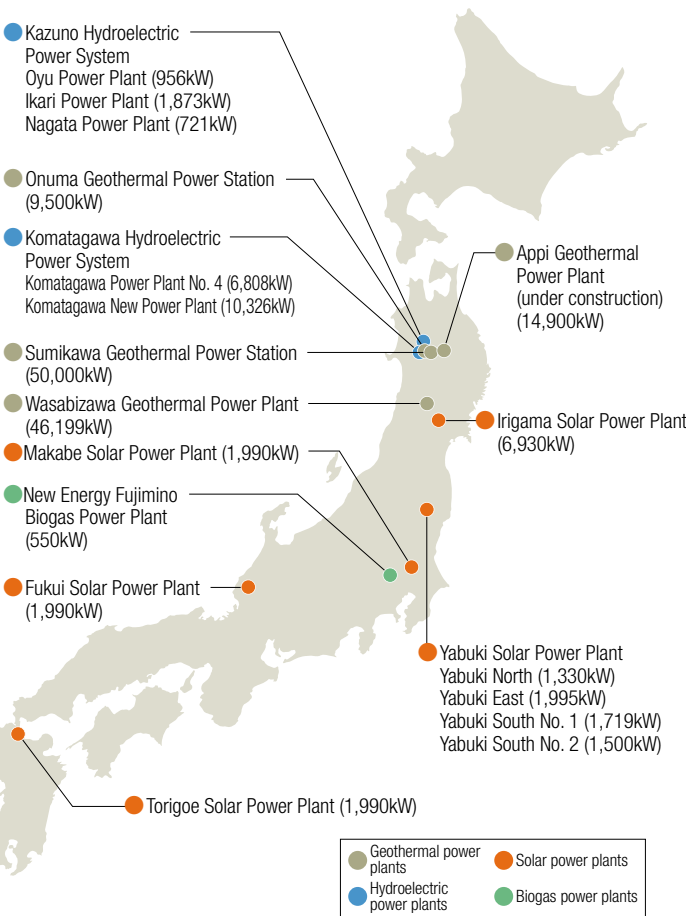 Kazuno Hydroelectric
Power System
Oyu Power Plant (956kW)
Ikari Power Plant (1,873kW)
Nagata Power Plant (721kW)
Onuma Geothermal Power Station
(9,500kW)
Komatagawa Hydroelectric
Power System
Komatagawa Power Plant No. 4 (6,808kW)
Komatagawa New Power Plant (10,326kW)
Appi Geothermal
Power Plant
(under construction)
(14,900kW)
Sumikawa Geothermal Power Station
(50,000kW)
Wasabizawa Geothermal Power Plant
(46,199kW)
Irigama Solar Power Plant
(6,930kW)
Makabe Solar Power Plant (1,990kW)
New Energy Fujimino
Biogas Power Plant
(550kW)
Fukui Solar Power Plant
(1,990kW)
Yabuki Solar Power Plant
Yabuki North (1,330kW)
Yabuki East (1,995kW)
Yabuki South No. 1 (1,719kW)
Yabuki South No. 2 (1,500kW)
Torigoe Solar Power Plant (1,990kW)
Geothermal power
plants
Solar power plants
Hydroelectric
power plants
Biogas power plants